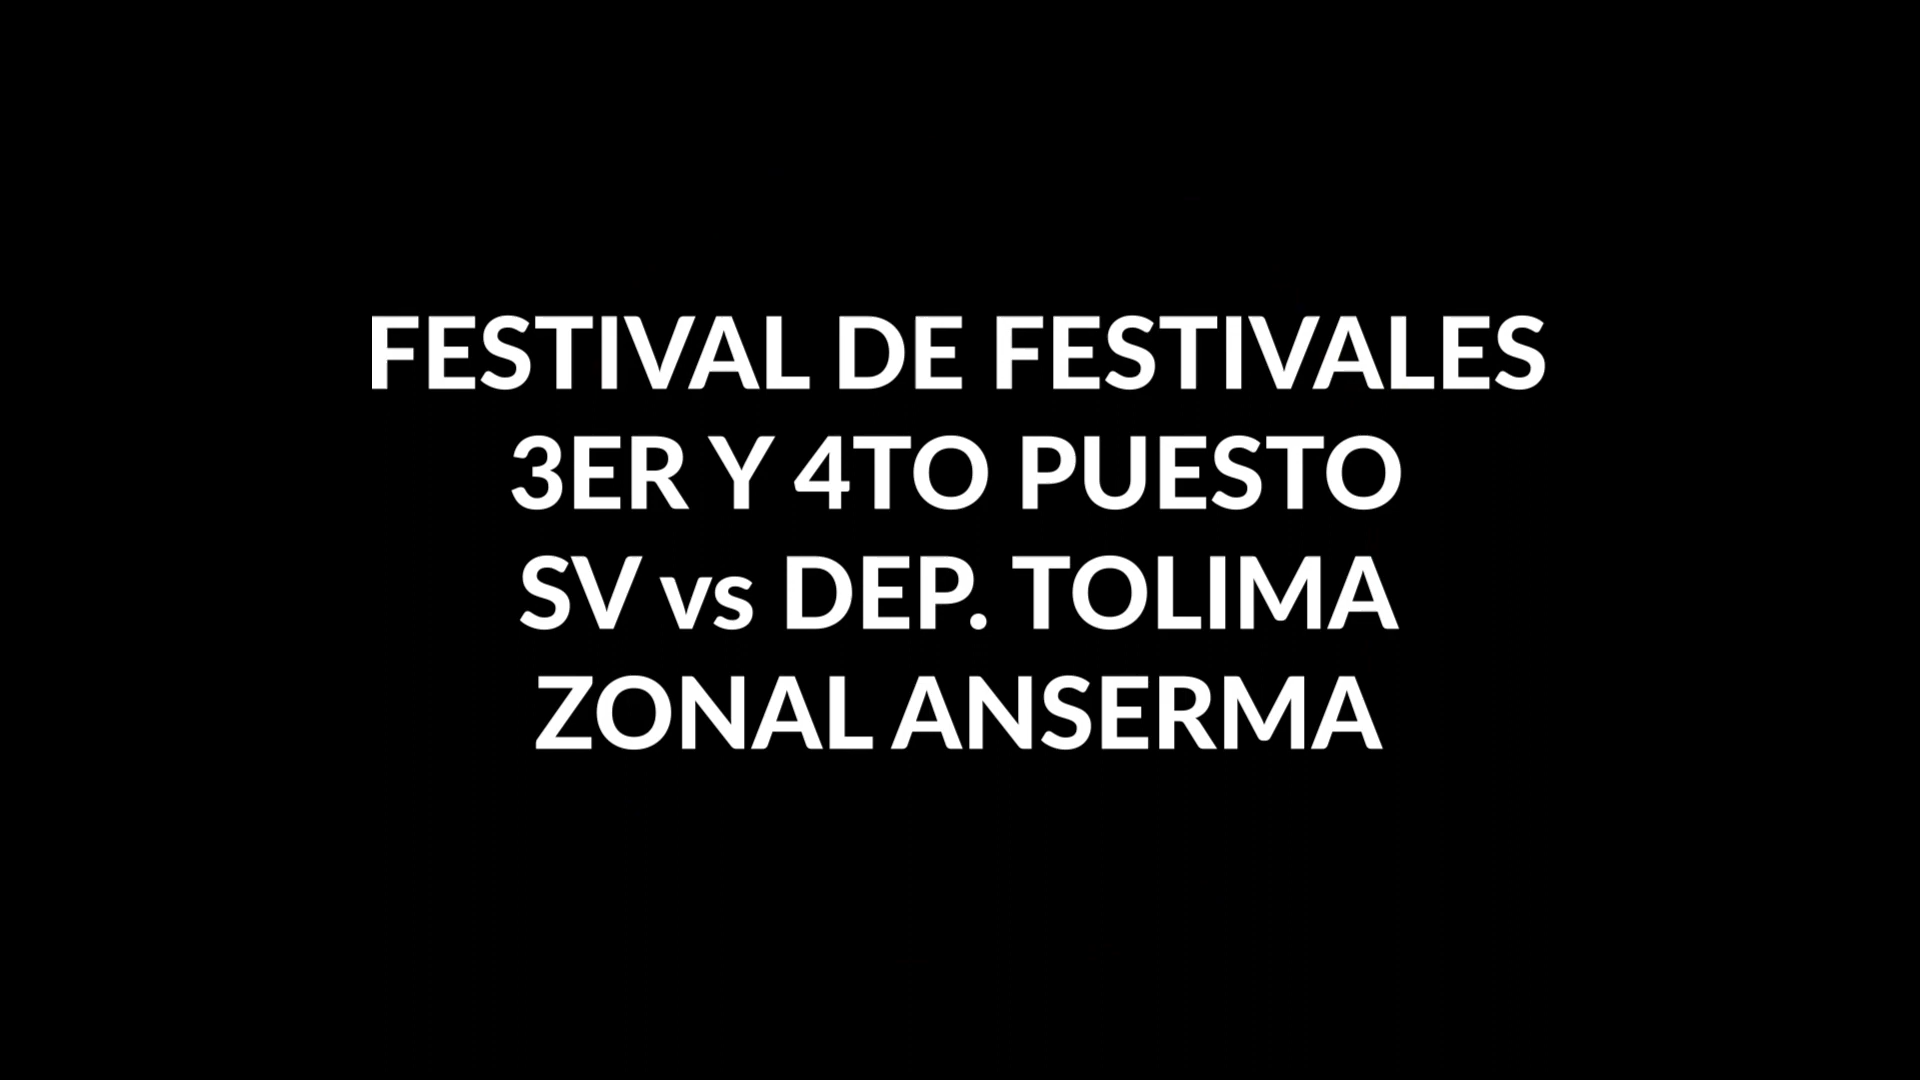 FESTIVAL DE FESTIVALES
3ER Y 4TO PUESTO
SV vs DEP. TOLIMA
ZONAL ANSERMA